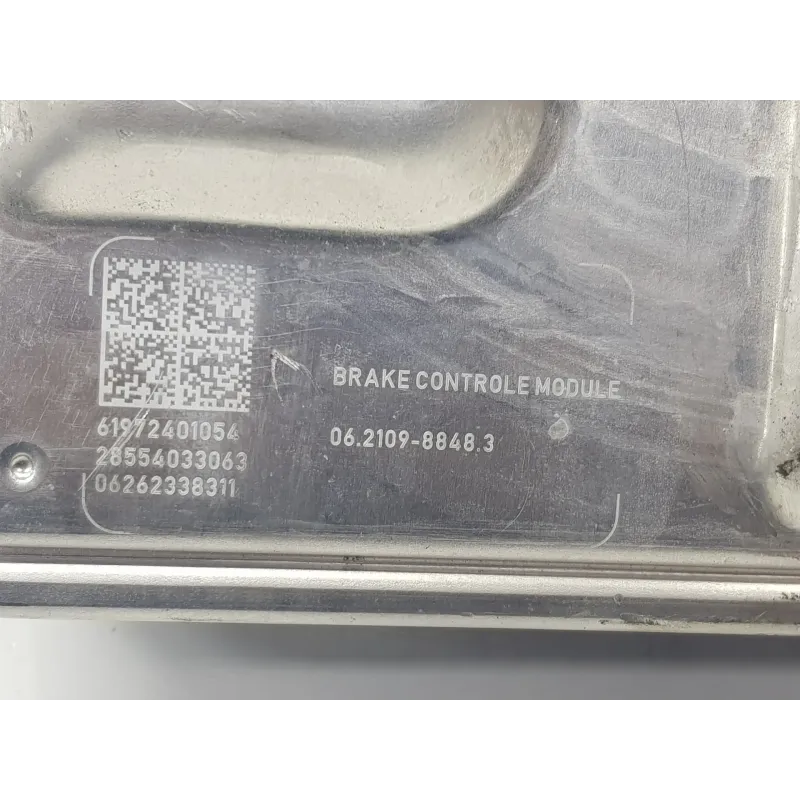 61972401054
28554033063
06262338311
BRAKE CONTROLE MODULE
06.2109-8848.3